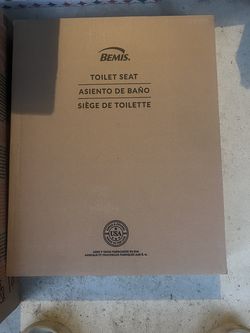 BEMIS.
TOILET SEAT
ASIENTO DE BAÑO
SIÈGE DE TOILETTE
USA